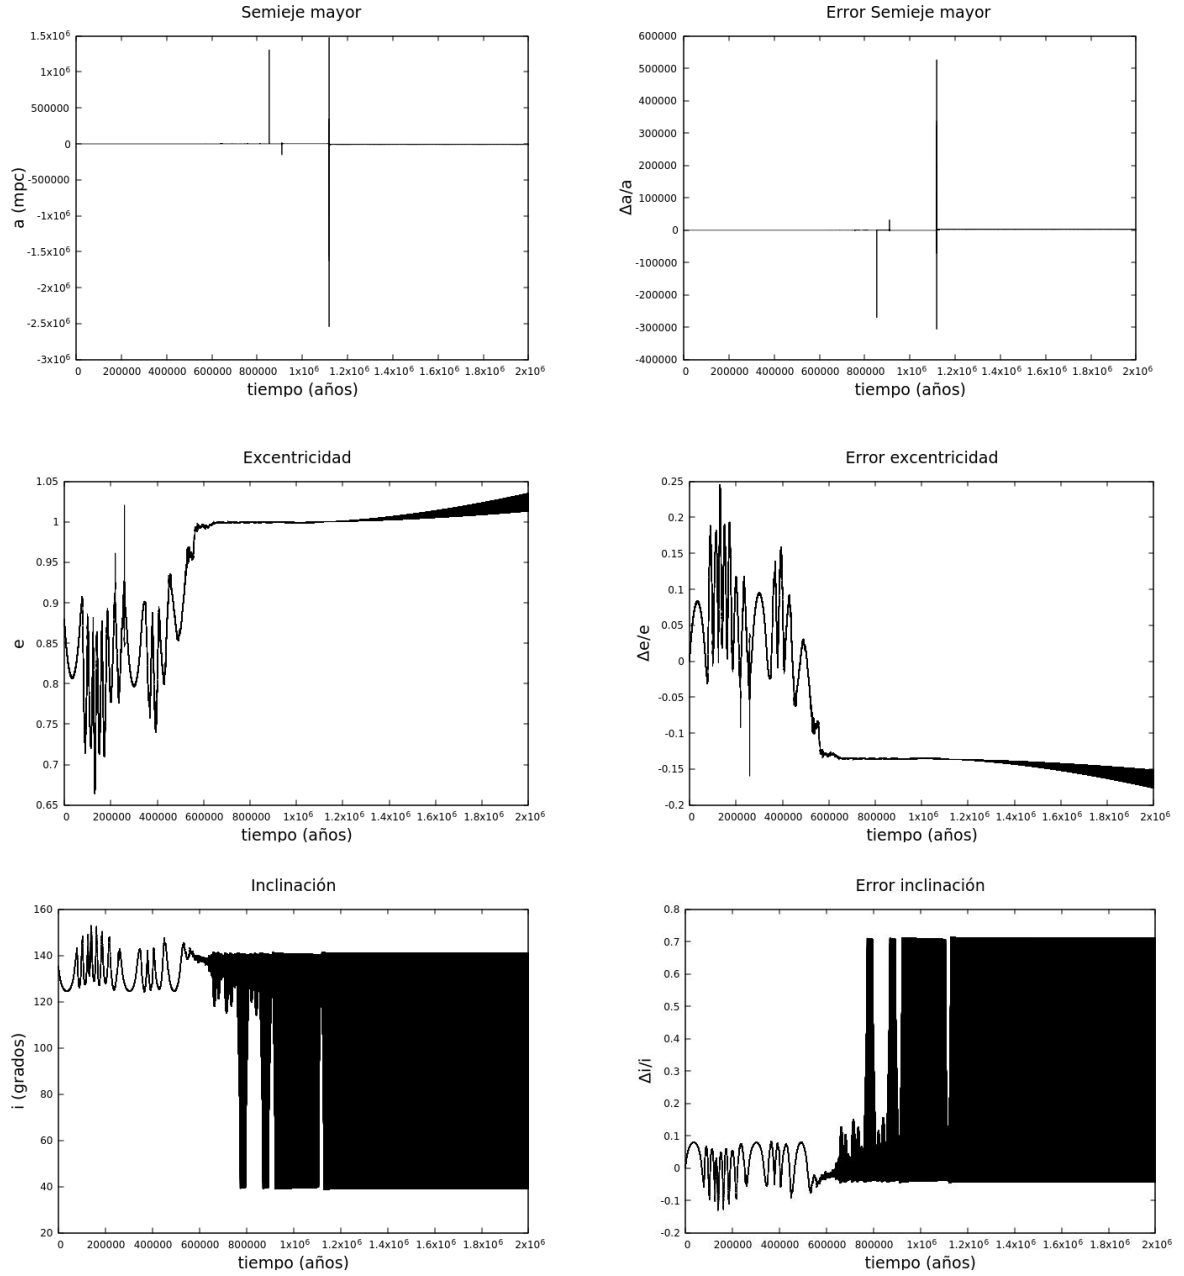 Semieje mayor
1.5x10⁶
1x10⁶
500000
0
-500000
-1x10⁶
-1.5x10⁶
-2x10⁶
-2.5x10⁶
-3x10⁶
a (mpc)
0 200000 400000 600000 800000 1x10⁶ 1.2x10⁶ 1.4x10⁶ 1.6x10⁶ 1.8x10⁶ 2x10⁶
tiempo (años)
Error Semieje mayor
600000
500000
400000
300000
200000
100000
0
-100000
-200000
-300000
-400000
Δa/a
0 200000 400000 600000 800000 1x10⁶ 1.2x10⁶ 1.4x10⁶ 1.6x10⁶ 1.8x10⁶ 2x10⁶
tiempo (años)
Excentricidad
1.05
1
0.95
0.9
0.85
0.8
0.75
0.7
0.65
e
0 200000 400000 600000 800000 1x10⁶ 1.2x10⁶ 1.4x10⁶ 1.6x10⁶ 1.8x10⁶ 2x10⁶
tiempo (años)
Error excentricidad
0.25
0.2
0.15
0.1
0.05
0
-0.05
-0.1
-0.15
-0.2
Δe/e
0 200000 400000 600000 800000 1x10⁶ 1.2x10⁶ 1.4x10⁶ 1.6x10⁶ 1.8x10⁶ 2x10⁶
tiempo (años)
Inclinación
160
140
120
100
80
60
40
20
i (grados)
0 200000 400000 600000 800000 1x10⁶ 1.2x10⁶ 1.4x10⁶ 1.6x10⁶ 1.8x10⁶ 2x10⁶
tiempo (años)
Error inclinación
0.8
0.7
0.6
0.5
0.4
0.3
0.2
0.1
0
-0.1
-0.2
Δi/i
0 200000 400000 600000 800000 1x10⁶ 1.2x10⁶ 1.4x10⁶ 1.6x10⁶ 1.8x10⁶ 2x10⁶
tiempo (años)